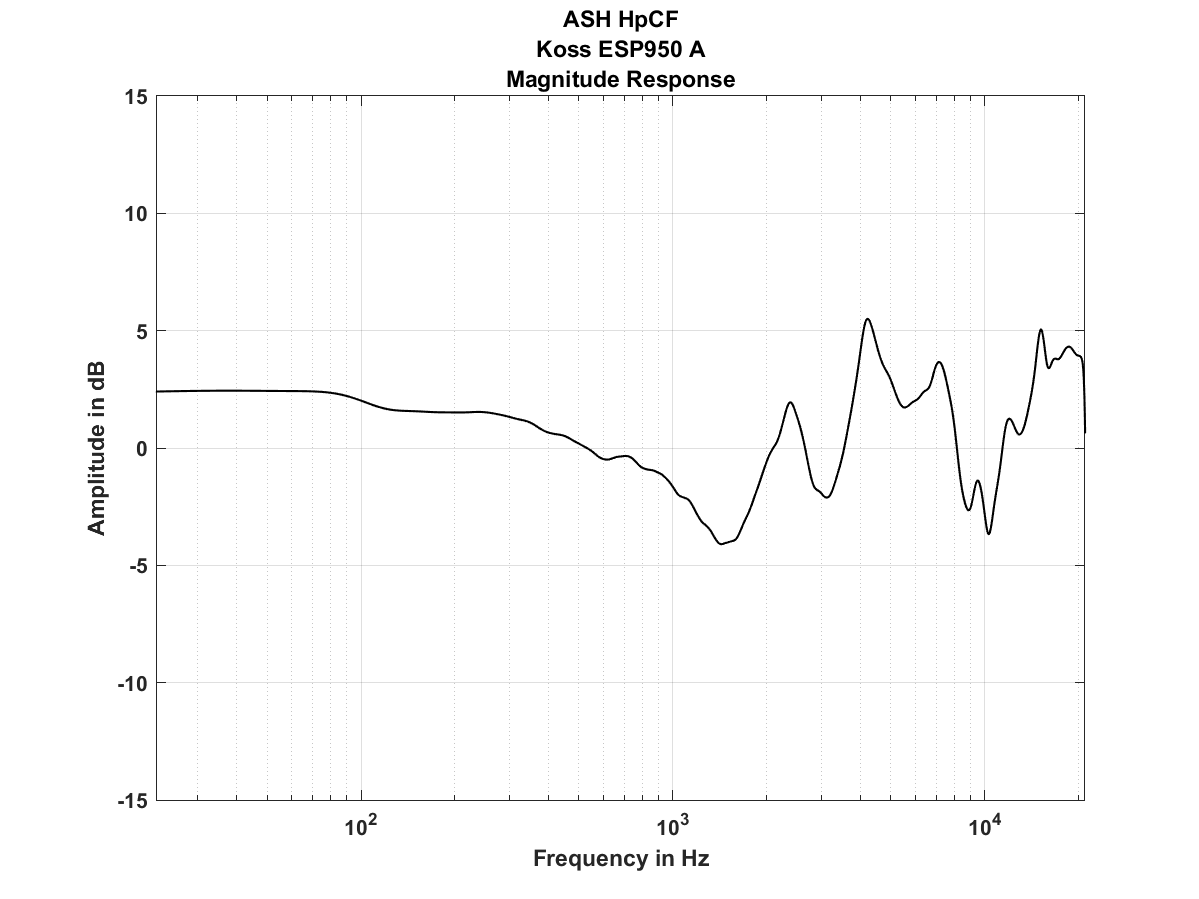 ASH HpCF
Koss ESP950 A
Magnitude Response
15
10
5
0
-5
-10
-15
Amplitude in dB
10² 10³ 10⁴
Frequency in Hz